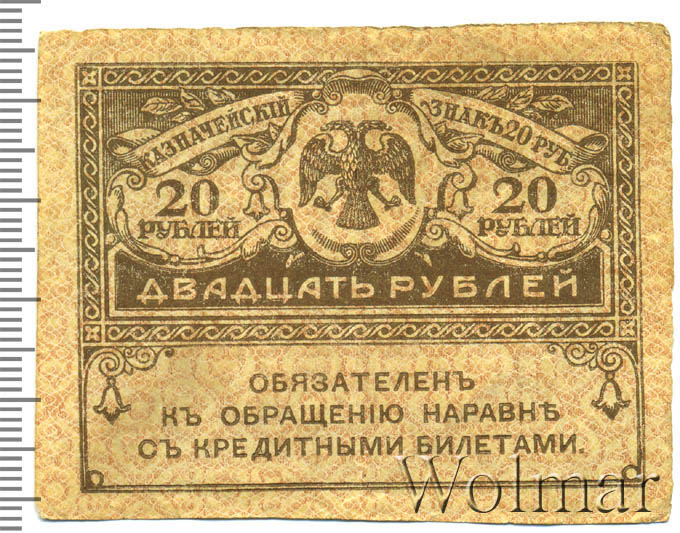 КАЗНАЧЕЙСКІЙ ЗНАКЪ 20 РУБ.
20 РУБЛЕЙ
20 РУБЛЕЙ
ДВАДЦАТЬ РУБЛЕЙ
ОБЯЗАТЕЛЕНЪ
КЪ ОБРАЩЕНІЮ НАРАВНѢ
СЪ КРЕДИТНЫМИ БИЛЕТАМИ.
Wolmar